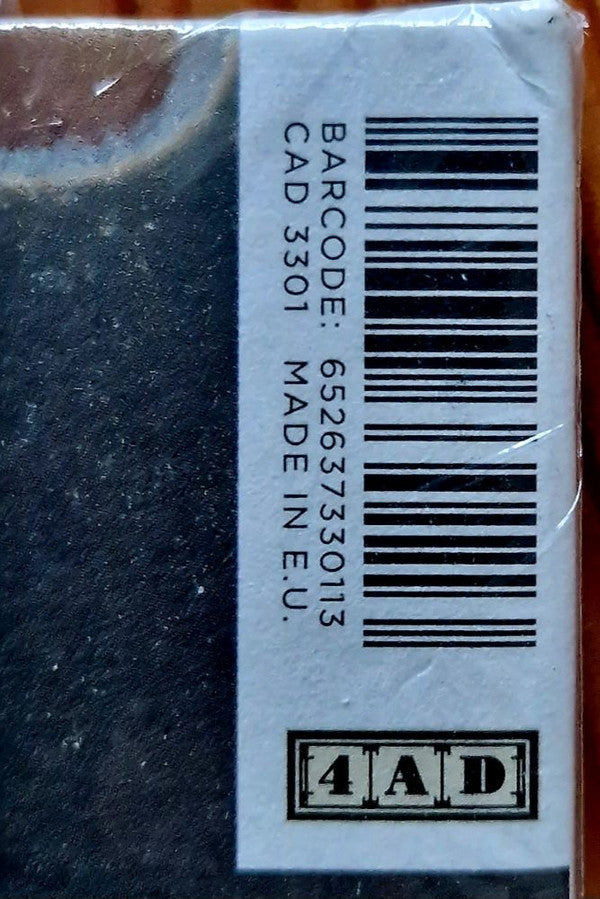 BARCODE: 652637330113
CAD 3301 MADE IN E.U.
4AD